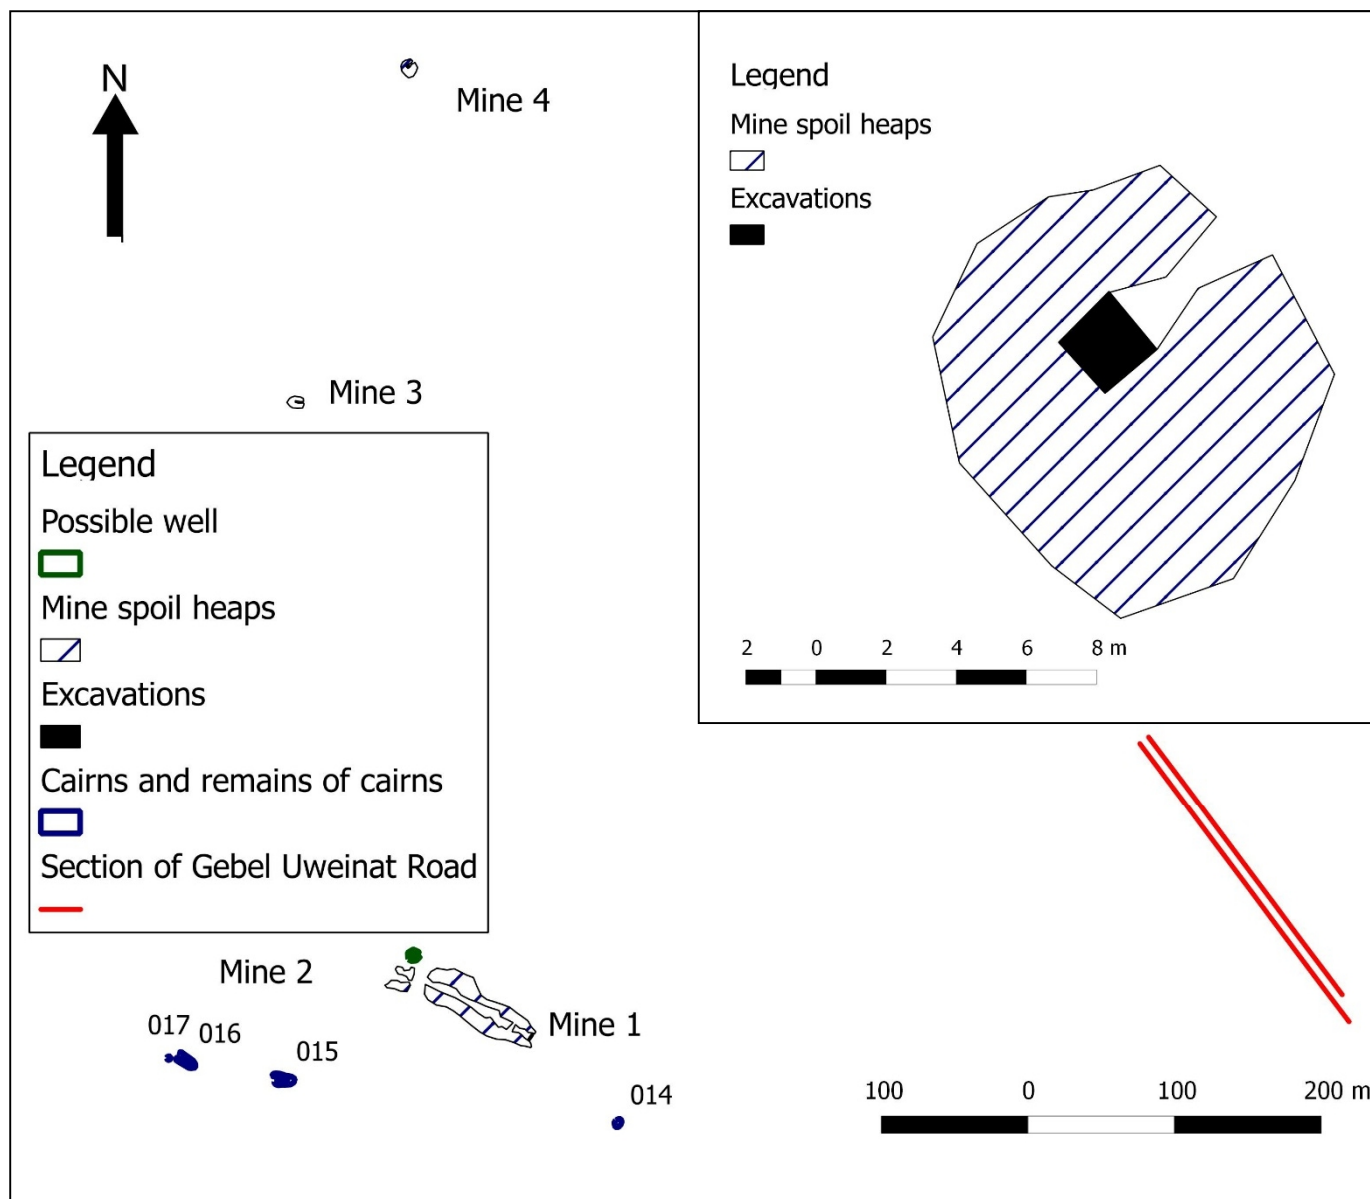 N
Mine 4
Mine 3
Legend
Possible well
Mine spoil heaps
Excavations
Cairns and remains of cairns
Section of Gebel Uweinat Road
Mine 2
Mine 1
017 016
015
014
Legend
Mine spoil heaps
Excavations
2 0 2 4 6 8 m
100 0 100 200 m